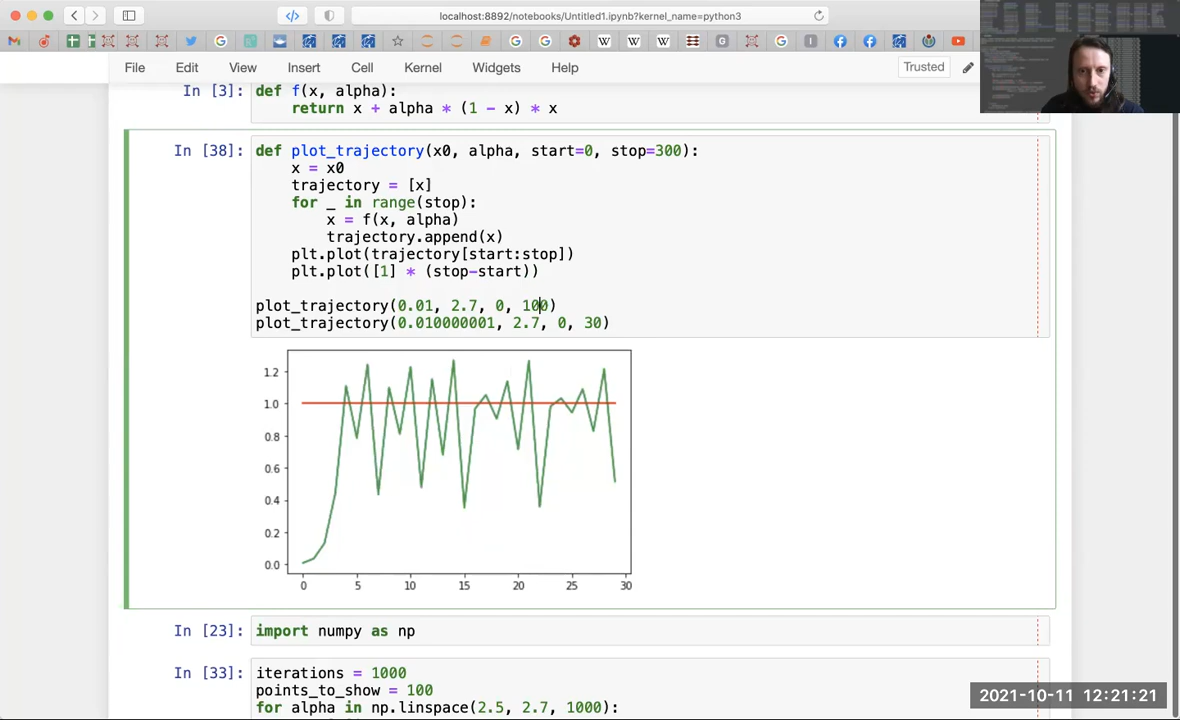 localhost:8892/notebooks/Untitled1.ipynb?kernel_name=python3
File Edit View Insert Cell Kernel Widgets Help Trusted
In [3]: def f(x, alpha):
return x + alpha * (1 - x) * x
In [38]: def plot_trajectory(x0, alpha, start=0, stop=300):
x = x0
trajectory = [x]
for _ in range(stop):
x = f(x, alpha)
trajectory.append(x)
plt.plot(trajectory[start:stop])
plt.plot([1] * (stop-start))
plot_trajectory(0.01, 2.7, 0, 100)
plot_trajectory(0.010000001, 2.7, 0, 30)
1.2
1.0
0.8
0.6
0.4
0.2
0.0
0 5 10 15 20 25 30
In [23]: import numpy as np
In [33]: iterations = 1000
points_to_show = 100
for alpha in np.linspace(2.5, 2.7, 1000):
2021-10-11 12:21:21